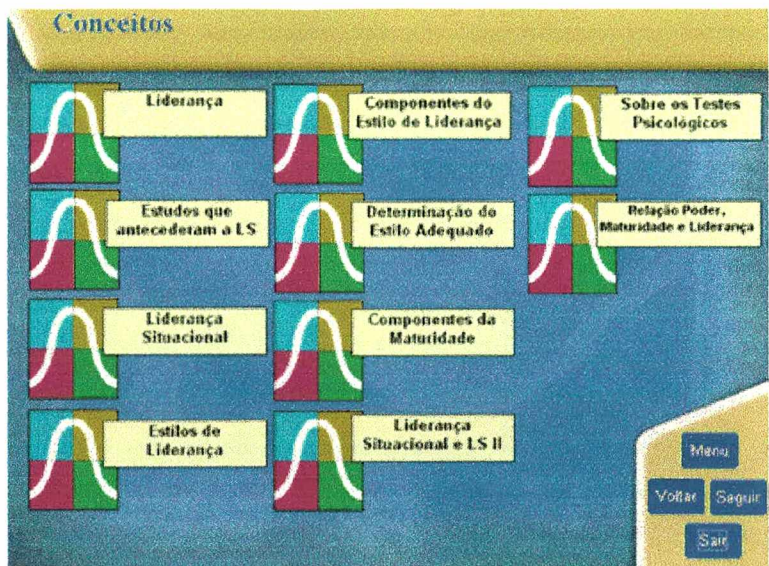 Conceitos
Liderança
Estudos que
antecederam a LS
Liderança
Situacional
Estilos de
Liderança
Componentes do
Estilo de Liderança
Determinação do
Estilo Adequado
Componentes da
Maturidade
Liderança
Situacional e LS II
Sobre os Testes
Psicológicos
Relação Poder,
Maturidade e Liderança
Menu
Voltar Seguir
Sair